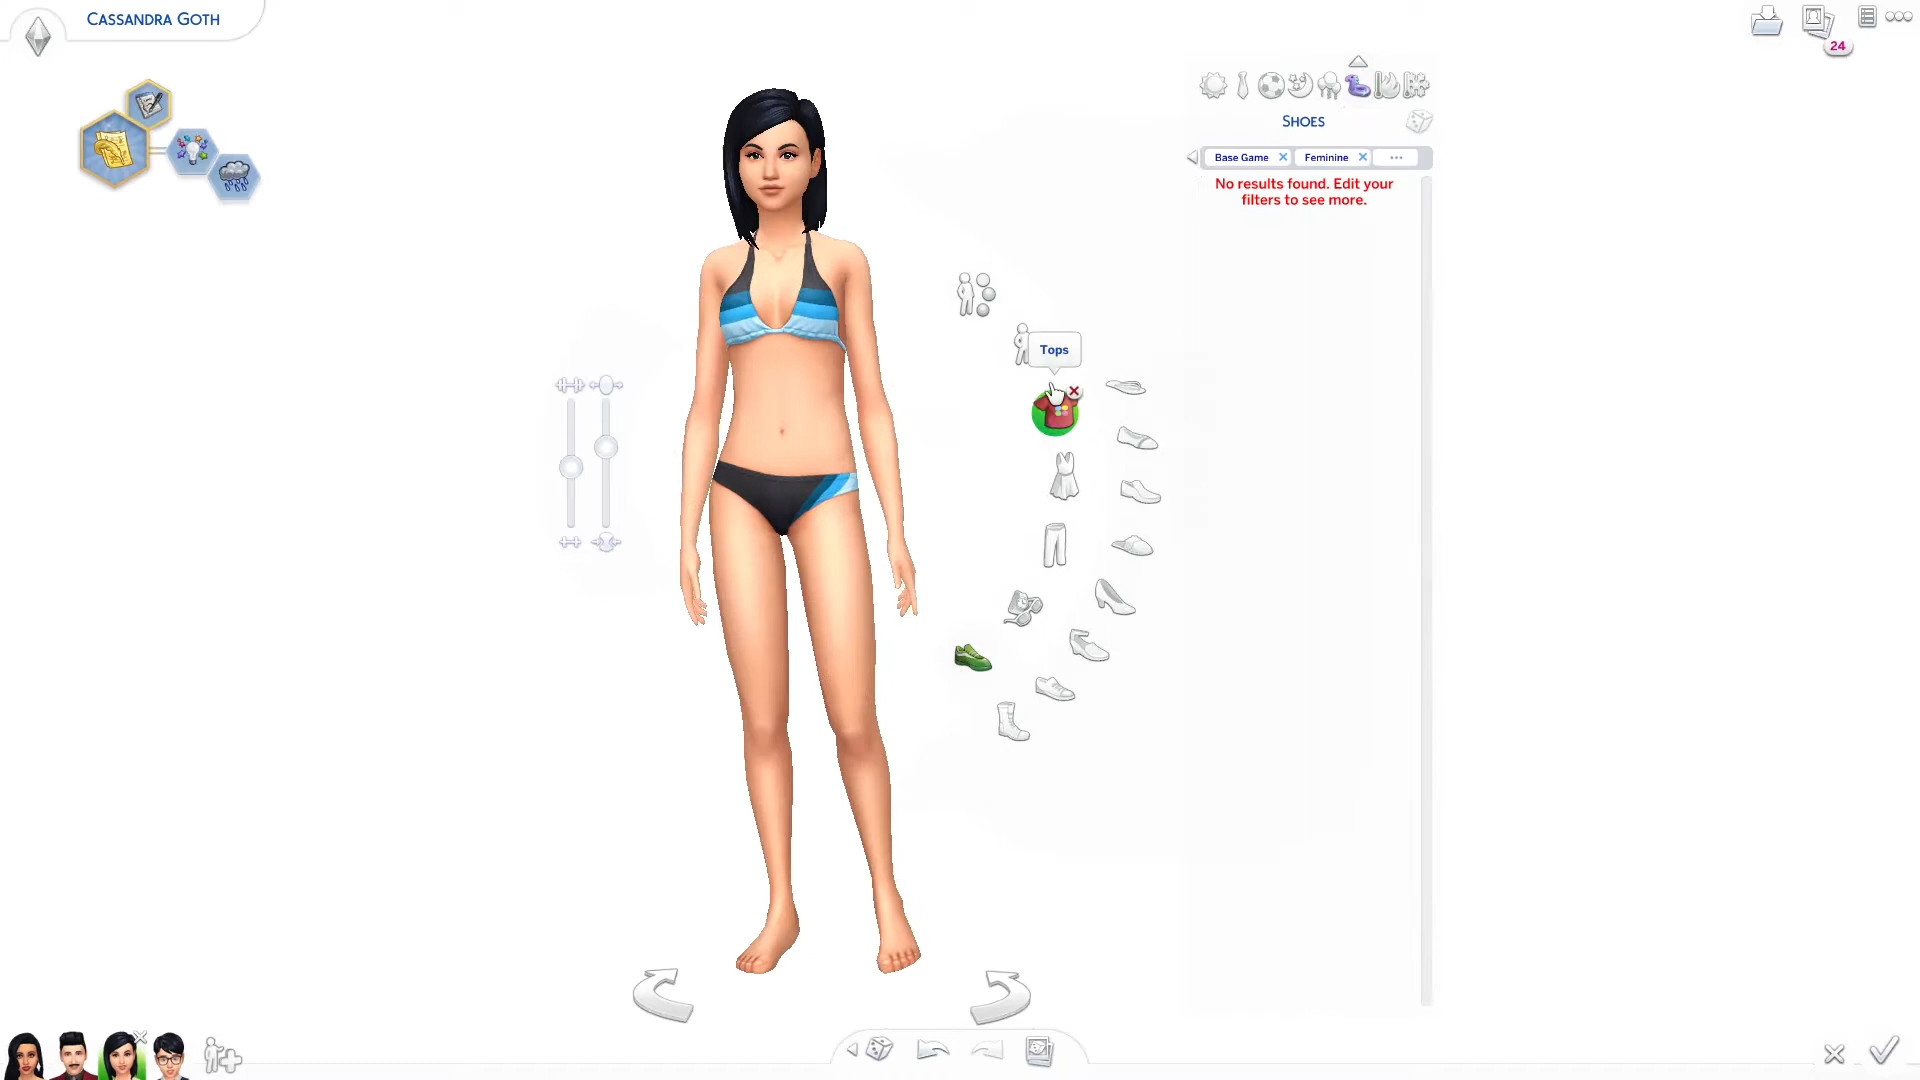 CASSANDRA GOTH
24
SHOES
Base Game
Feminine
No results found. Edit your
filters to see more.
Tops